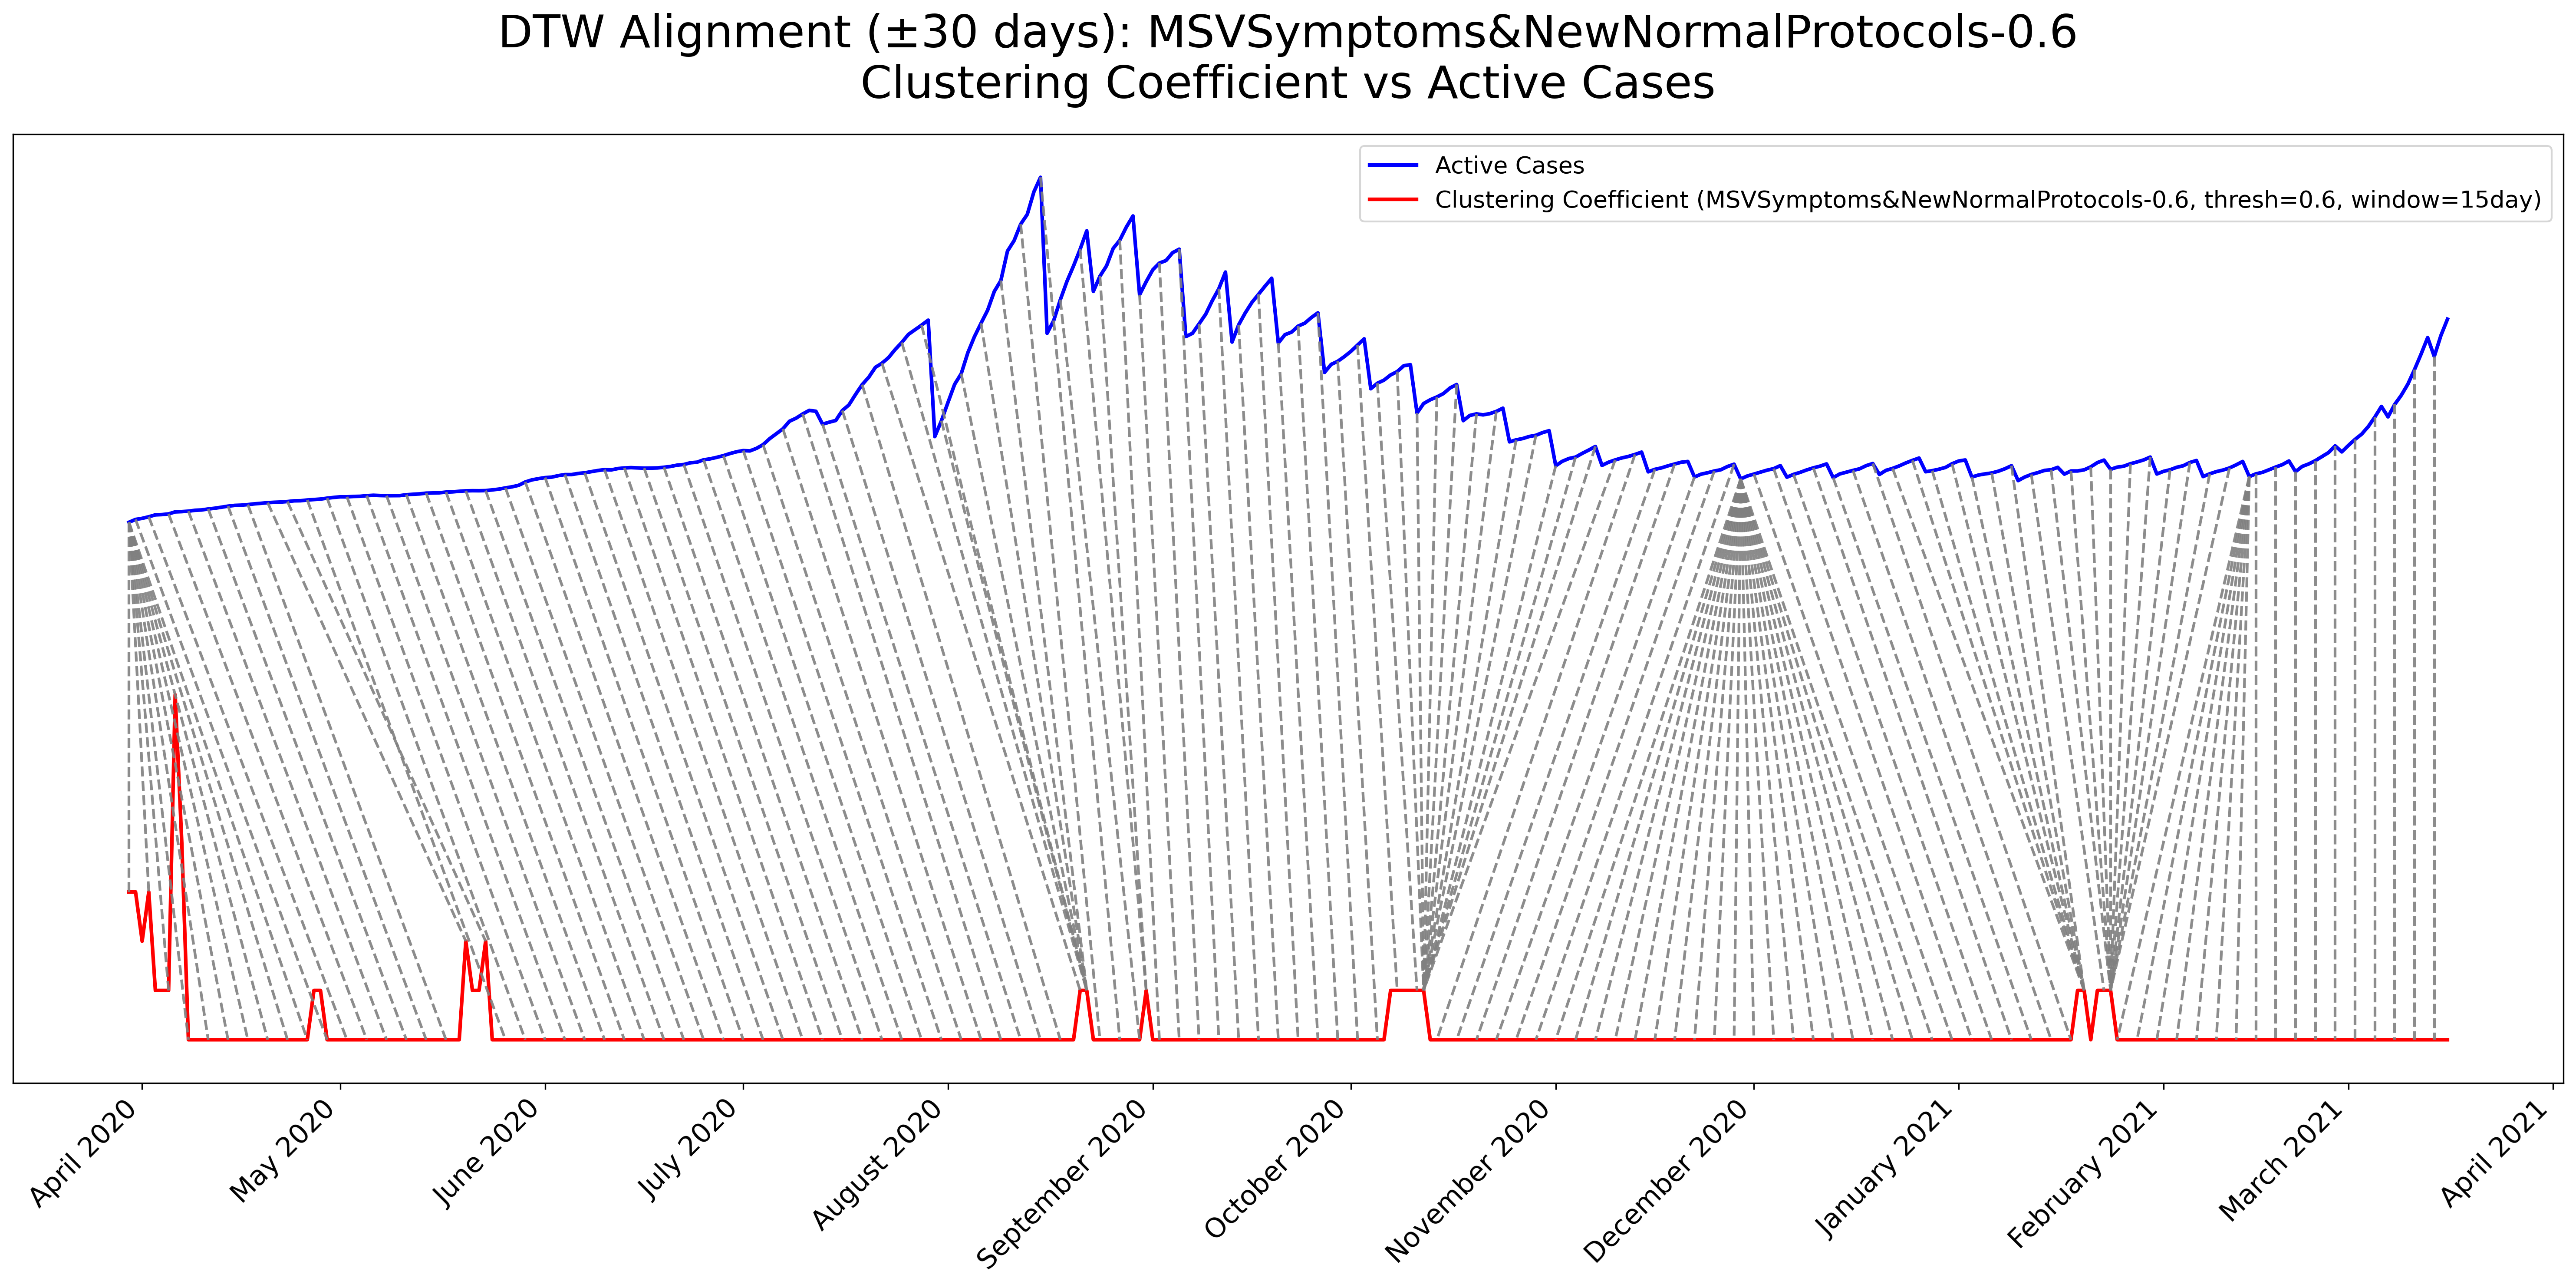 DTW Alignment (±30 days): MSVSymptoms&NewNormalProtocols-0.6
Clustering Coefficient vs Active Cases
Active Cases
Clustering Coefficient (MSVSymptoms&NewNormalProtocols-0.6, thresh=0.6, window=15day)
April 2020
May 2020
June 2020
July 2020
August 2020
September 2020
October 2020
November 2020
December 2020
January 2021
February 2021
March 2021
April 2021